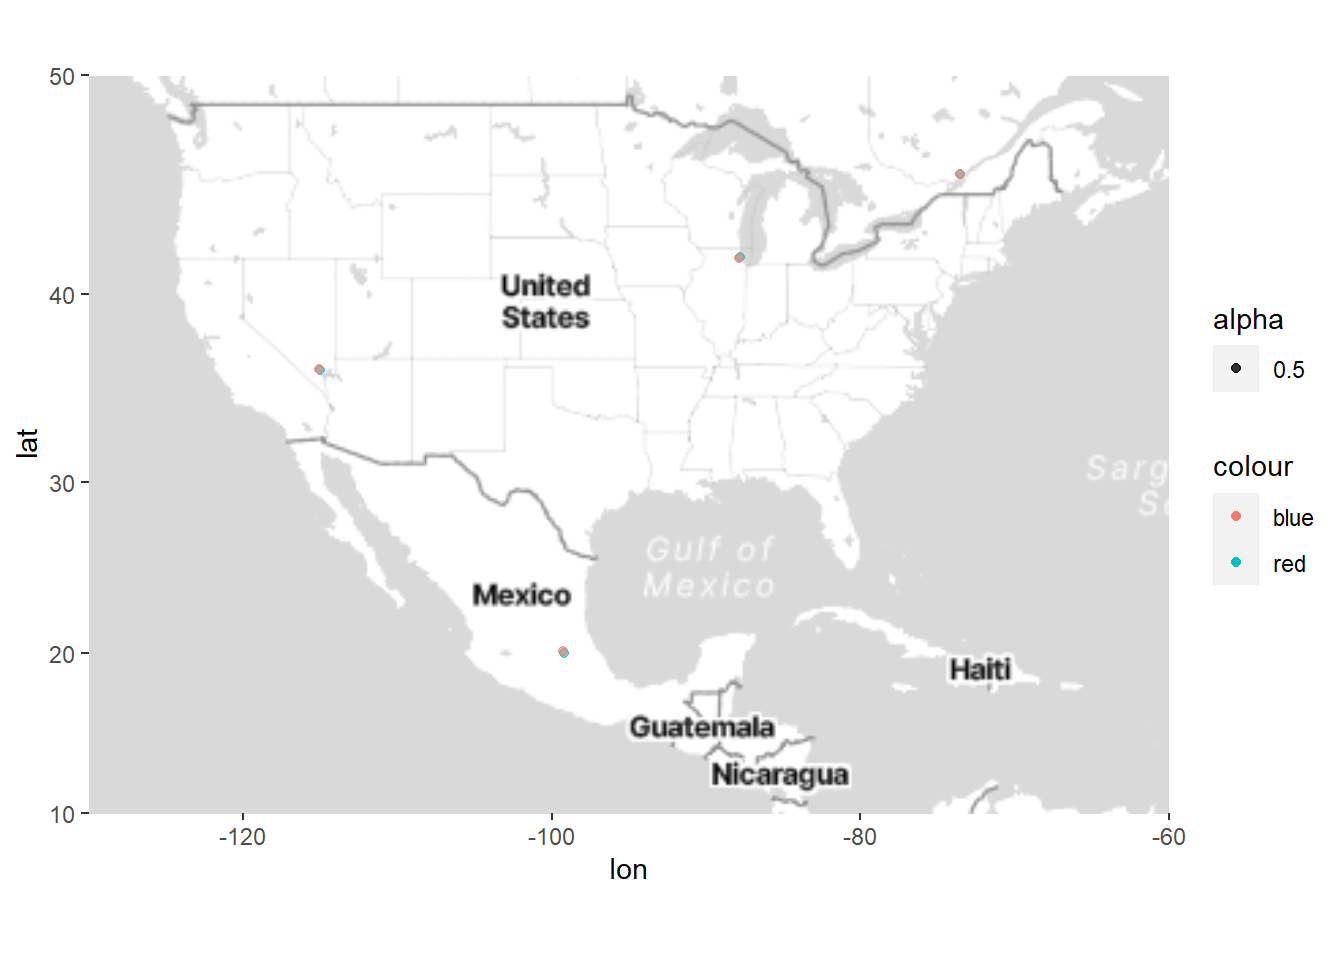 50
40
30
20
10
lat
-120
-100
-80
-60
lon
United
States
Mexico
Gulf of
Mexico
Sarg
Se
Haiti
Guatemala
Nicaragua
alpha
0.5
colour
blue
red